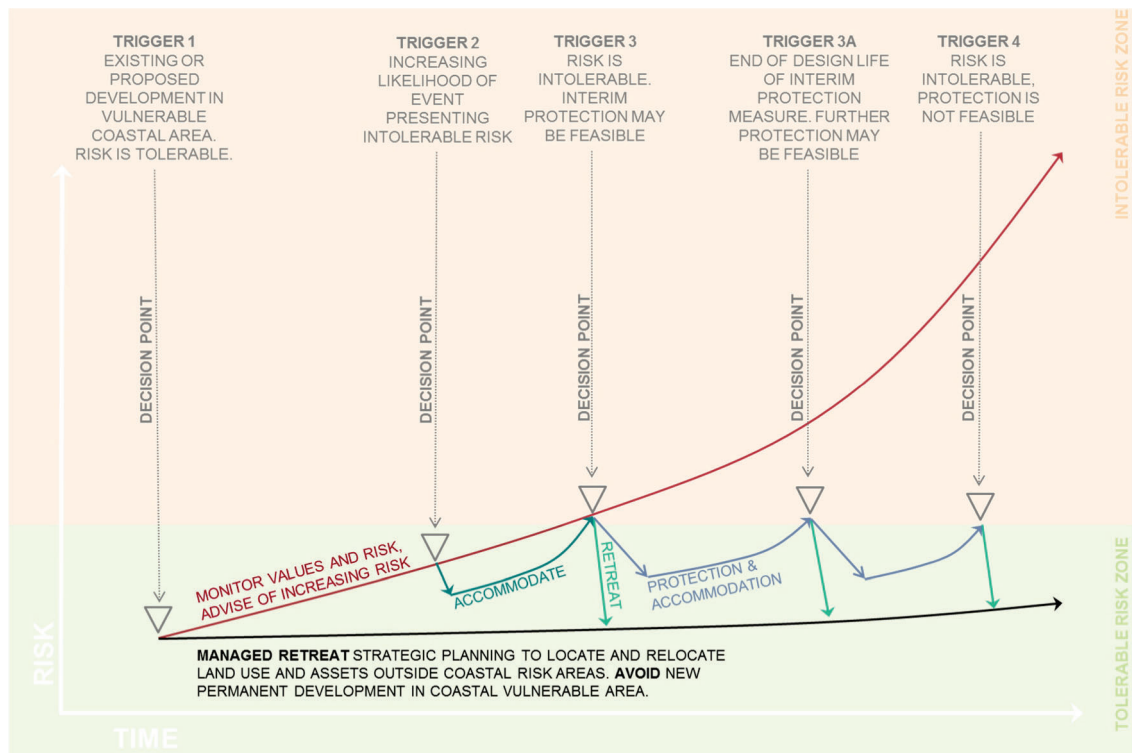 TRIGGER 1
EXISTING OR
PROPOSED
DEVELOPMENT IN
VULNERABLE
COASTAL AREA.
RISK IS TOLERABLE.
TRIGGER 2
INCREASING
LIKELIHOOD OF
EVENT
PRESENTING
INTOLERABLE RISK
TRIGGER 3
RISK IS
INTOLERABLE.
INTERIM
PROTECTION MAY
BE FEASIBLE
TRIGGER 3A
END OF DESIGN LIFE
OF INTERIM
PROTECTION
MEASURE. FURTHER
PROTECTION MAY
BE FEASIBLE
TRIGGER 4
RISK IS
INTOLERABLE,
PROTECTION IS
NOT FEASIBLE
INTOLERABLE RISK ZONE
DECISION POINT
DECISION POINT
DECISION POINT
DECISION POINT
DECISION POINT
MONITOR VALUES AND RISK,
ADVISE OF INCREASING RISK
ACCOMMODATE
RETREAT
PROTECTION &
ACCOMMODATION
MANAGED RETREAT STRATEGIC PLANNING TO LOCATE AND RELOCATE
LAND USE AND ASSETS OUTSIDE COASTAL RISK AREAS. AVOID NEW
PERMANENT DEVELOPMENT IN COASTAL VULNERABLE AREA.
TOLERABLE RISK ZONE
RISK
TIME